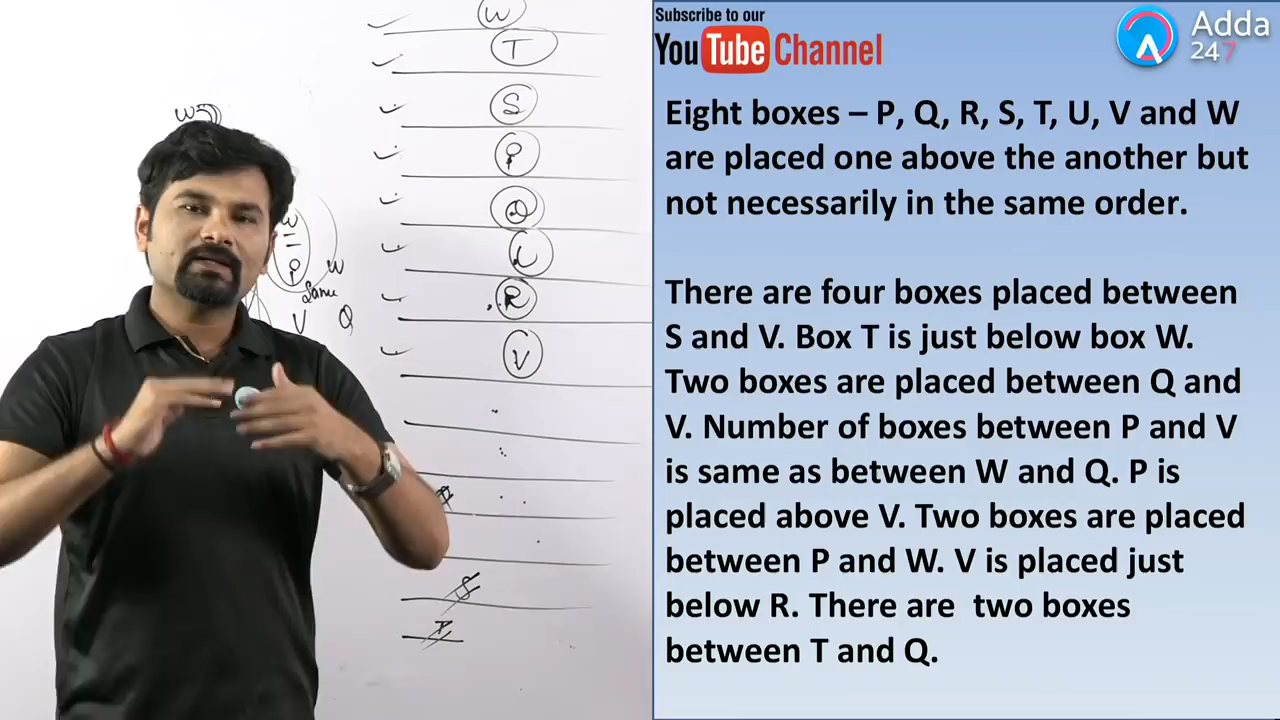 W
T
S
P
Q
R
V
W
W
P
W
Same
V
Q
Subscribe to our
YouTube Channel
Adda
247
Eight boxes – P, Q, R, S, T, U, V and W
are placed one above the another but
not necessarily in the same order.
There are four boxes placed between
S and V. Box T is just below box W.
Two boxes are placed between Q and
V. Number of boxes between P and V
is same as between W and Q. P is
placed above V. Two boxes are placed
between P and W. V is placed just
below R. There are two boxes
between T and Q.